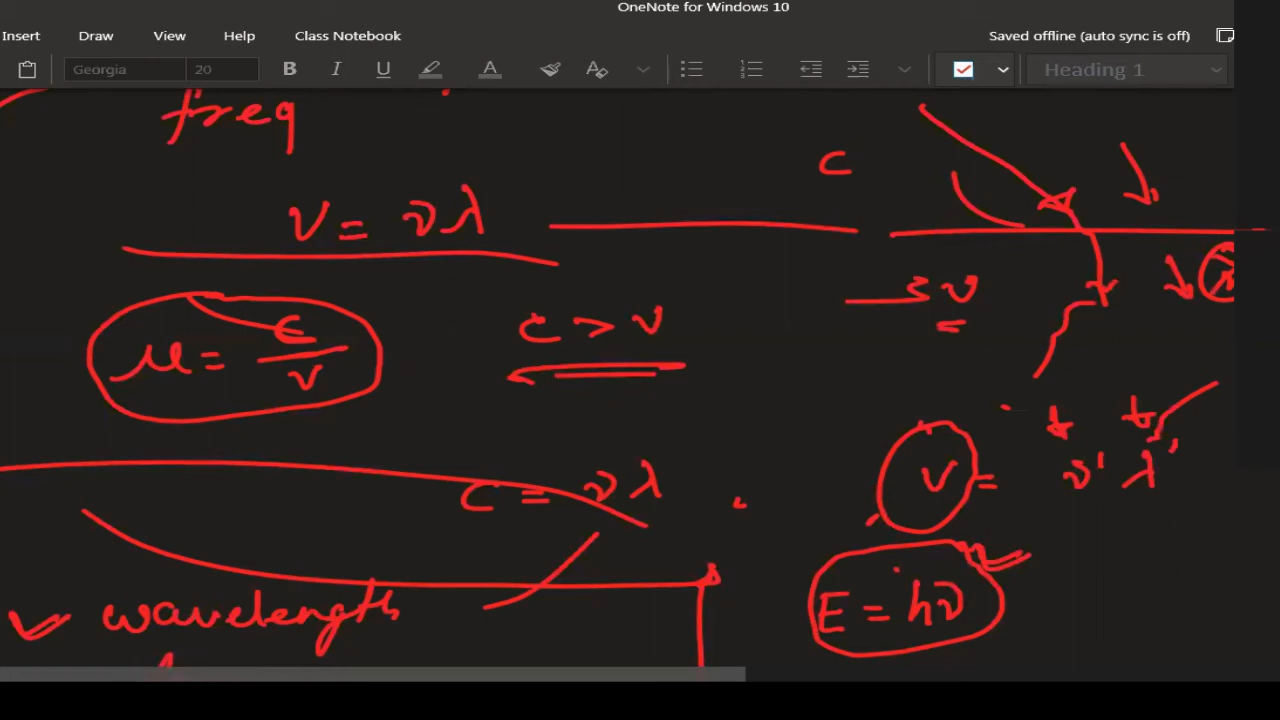 OneNote for Windows 10
Insert Draw View Help Class Notebook Saved offline (auto sync is off)
Georgia 20 B I U A Heading 1
freq
c
v = νλ
v
μ = c/v
c > v
c = νλ
v = ν'λ'
E = hν
wavelength